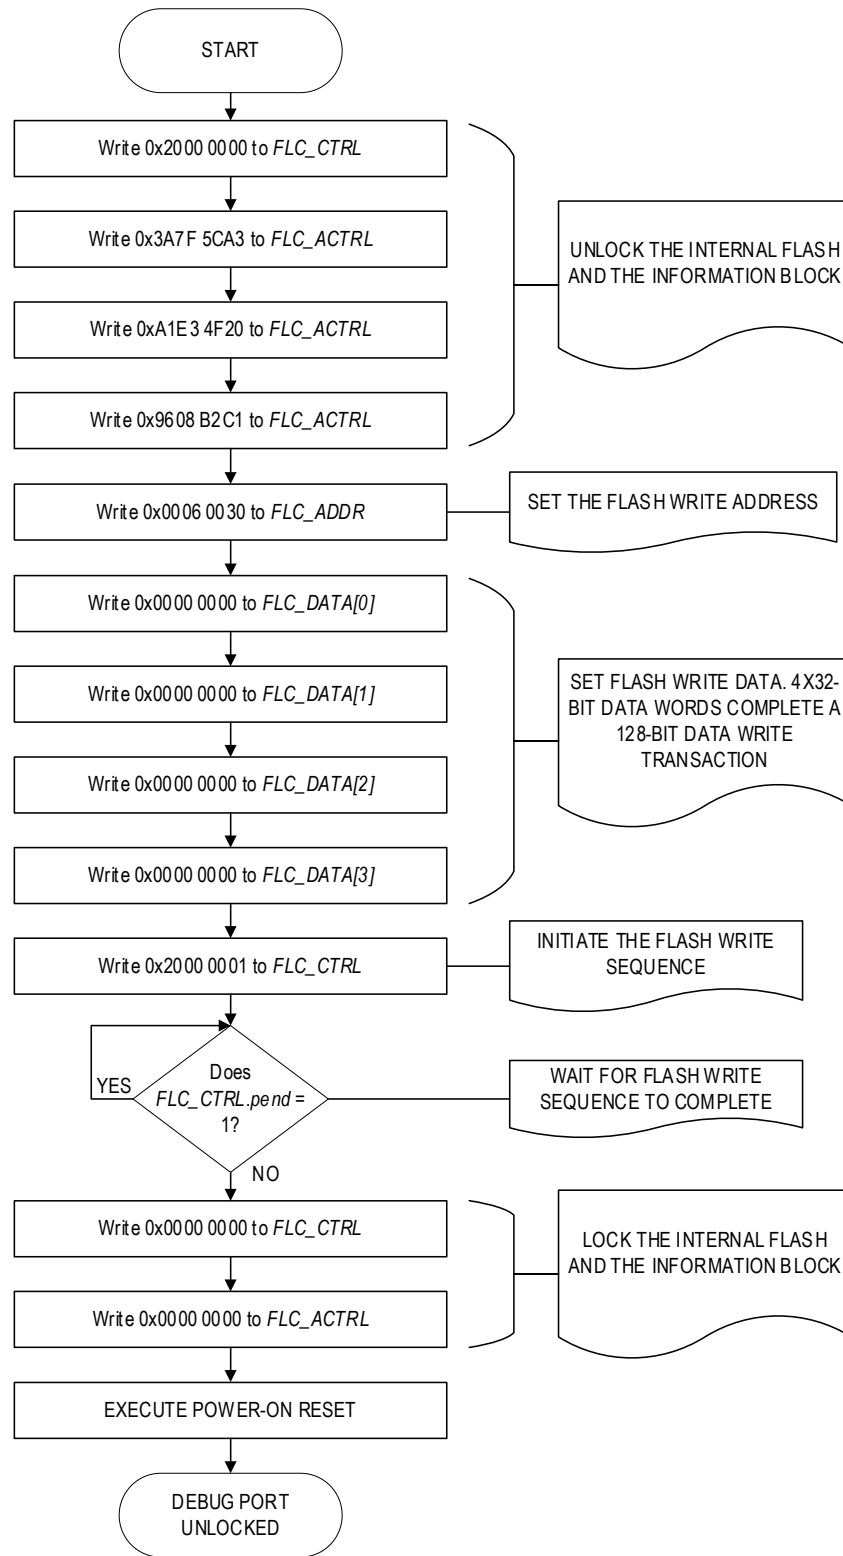 START
Write 0x2000 0000 to FLC_CTRL
Write 0x3A7F 5CA3 to FLC_ACTRL
UNLOCK THE INTERNAL FLASH
AND THE INFORMATION BLOCK
Write 0xA1E3 4F20 to FLC_ACTRL
Write 0x9608 B2C1 to FLC_ACTRL
Write 0x0006 0030 to FLC_ADDR
SET THE FLASH WRITE ADDRESS
Write 0x0000 0000 to FLC_DATA[0]
Write 0x0000 0000 to FLC_DATA[1]
SET FLASH WRITE DATA. 4X32-
BIT DATA WORDS COMPLETE A
128-BIT DATA WRITE
TRANSACTION
Write 0x0000 0000 to FLC_DATA[2]
Write 0x0000 0000 to FLC_DATA[3]
Write 0x2000 0001 to FLC_CTRL
INITIATE THE FLASH WRITE
SEQUENCE
YES
Does
FLC_CTRL.pend =
1?
WAIT FOR FLASH WRITE
SEQUENCE TO COMPLETE
NO
Write 0x0000 0000 to FLC_CTRL
LOCK THE INTERNAL FLASH
AND THE INFORMATION BLOCK
Write 0x0000 0000 to FLC_ACTRL
EXECUTE POWER-ON RESET
DEBUG PORT
UNLOCKED